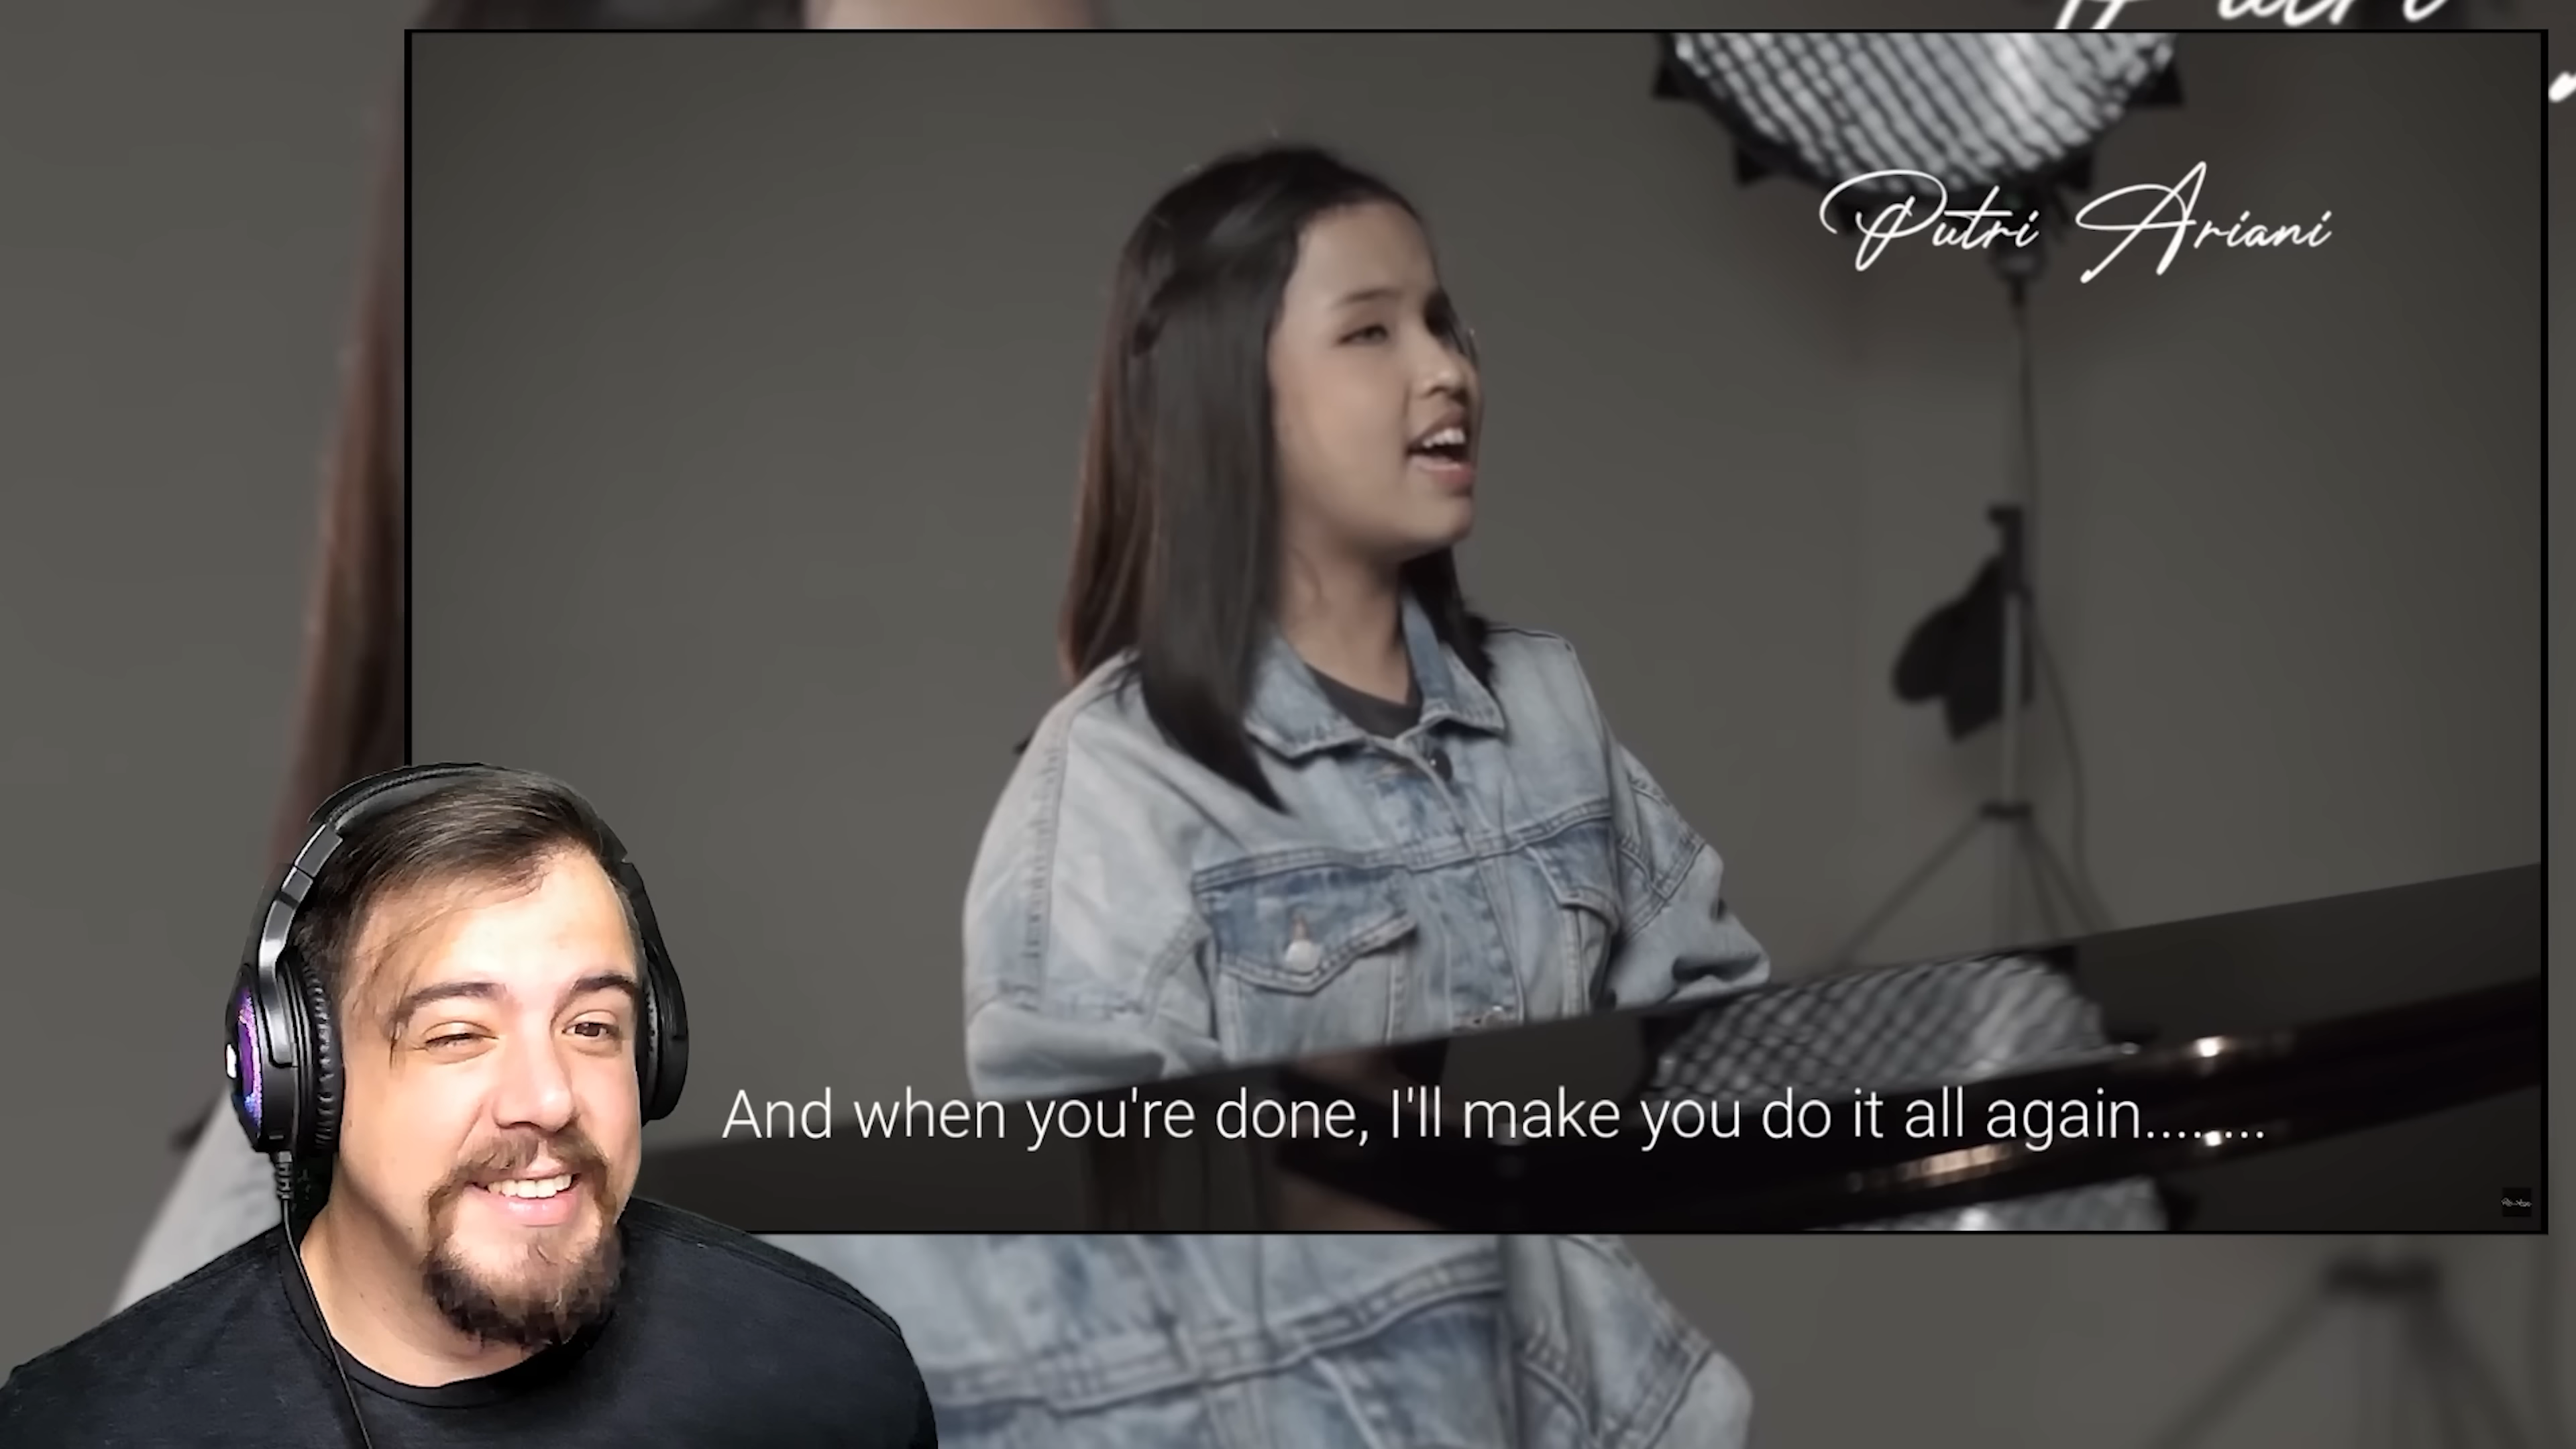 Putri Ariani
And when you're done, I'll make you do it all again........